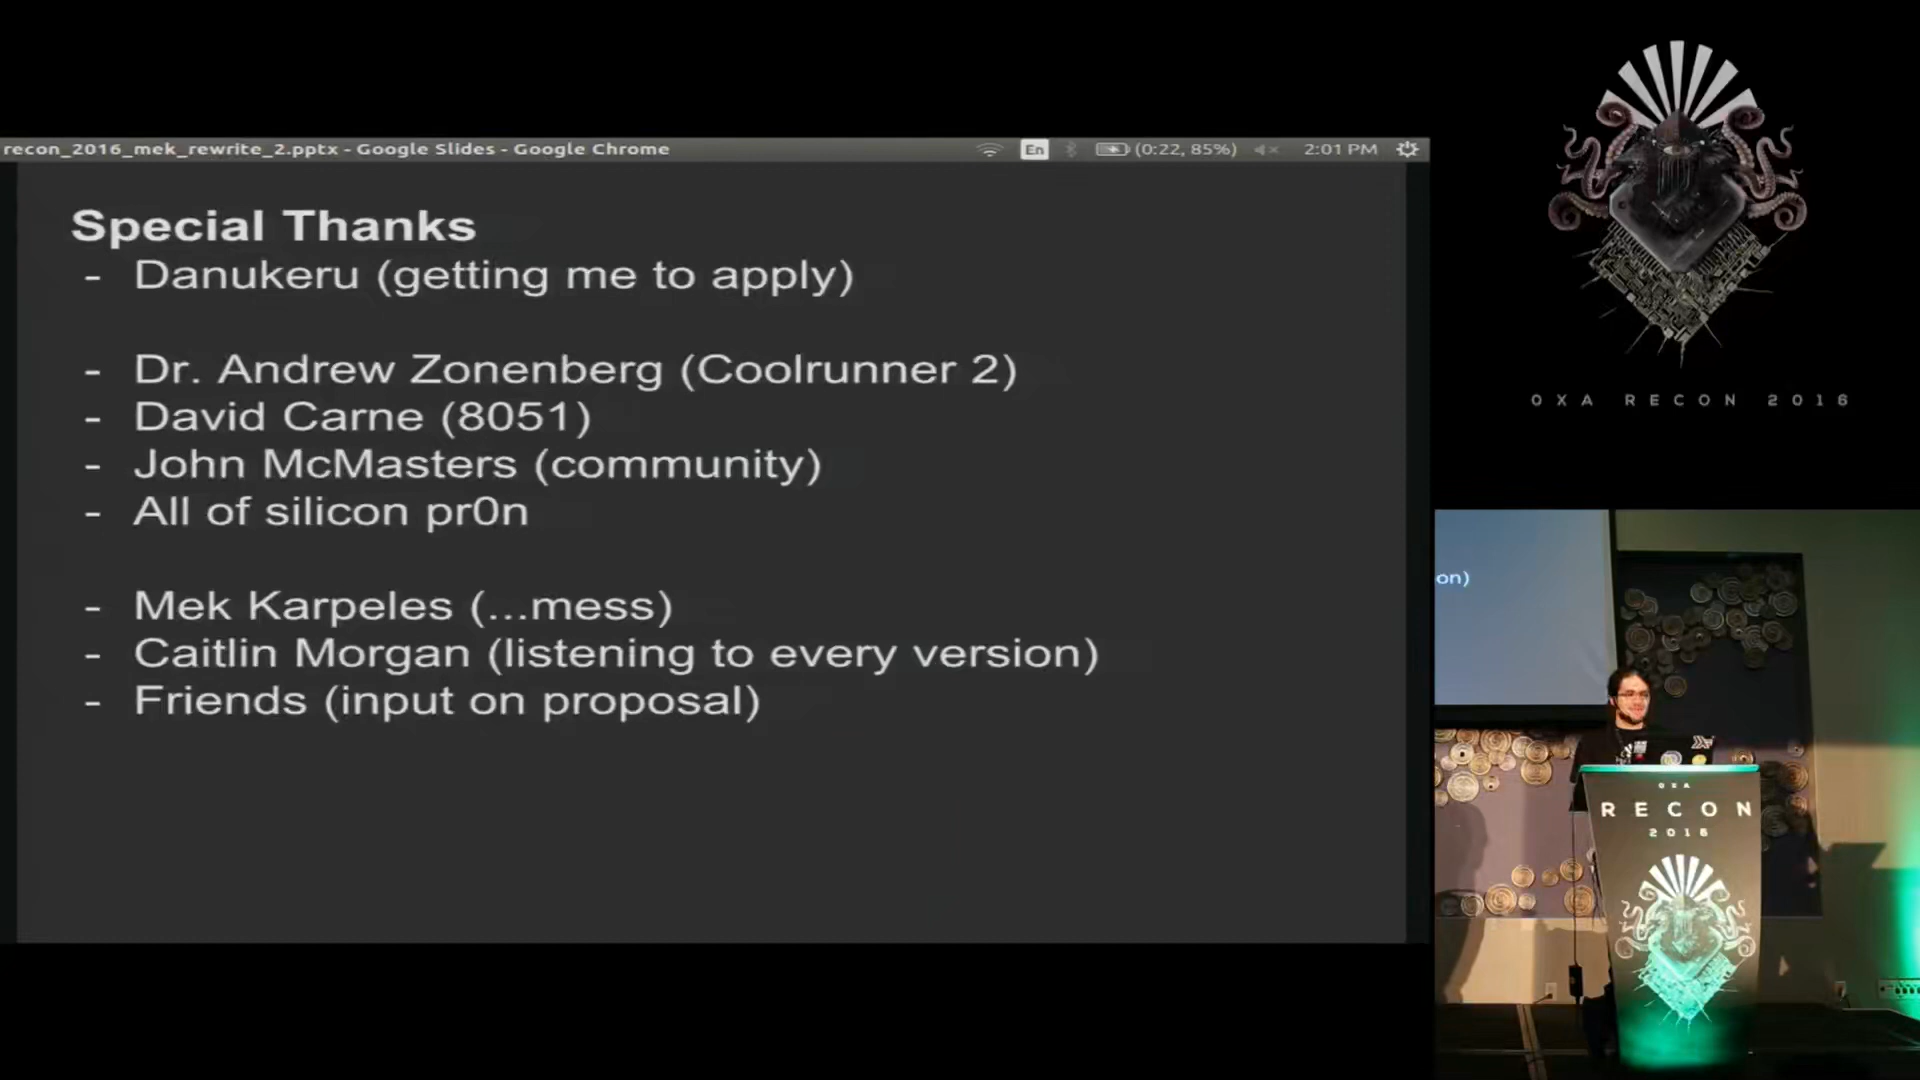 recon_2016_mek_rewrite_2.pptx - Google Slides - Google Chrome
En
(0:22, 85%)
2:01 PM
Special Thanks
- Danukeru (getting me to apply)
- Dr. Andrew Zonenberg (Coolrunner 2)
- David Carne (8051)
- John McMasters (community)
- All of silicon pr0n
- Mek Karpeles (...mess)
- Caitlin Morgan (listening to every version)
- Friends (input on proposal)
0XA RECON 2016
on)
0XA
RECON
2016